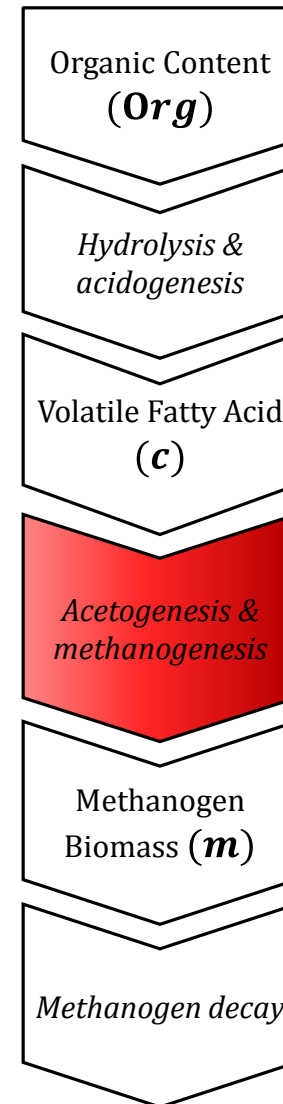 Organic Content
(Org)
Hydrolysis &
acidogenesis
Volatile Fatty Acid
(c)
Acetogenesis &
methanogenesis
Methanogen
Biomass (m)
Methanogen decay